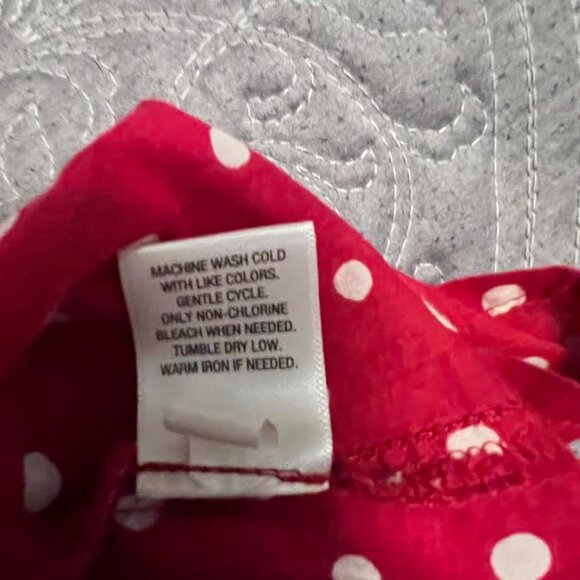 MACHINE WASH COLD
WITH LIKE COLORS.
GENTLE CYCLE.
ONLY NON-CHLORINE
BLEACH WHEN NEEDED.
TUMBLE DRY LOW.
WARM IRON IF NEEDED.